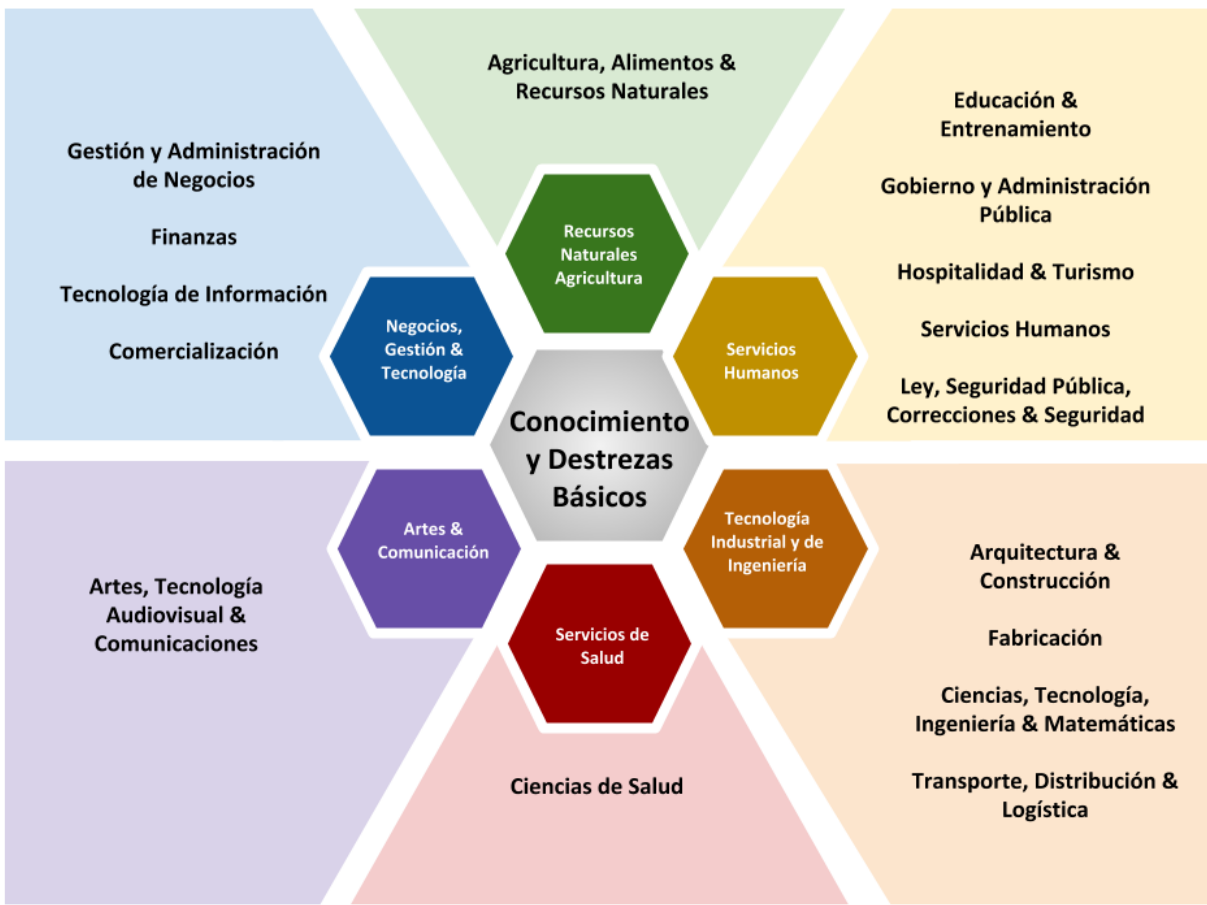 Agricultura, Alimentos &
Recursos Naturales
Gestión y Administración
de Negocios
Finanzas
Tecnología de Información
Comercialización
Educación &
Entrenamiento
Gobierno y Administración
Pública
Hospitalidad & Turismo
Servicios Humanos
Ley, Seguridad Pública,
Correcciones & Seguridad
Recursos
Naturales
Agricultura
Negocios,
Gestión &
Tecnología
Servicios
Humanos
Conocimiento
y Destrezas
Básicos
Artes &
Comunicación
Tecnología
Industrial y de
Ingeniería
Servicios de
Salud
Artes, Tecnología
Audiovisual &
Comunicaciones
Arquitectura &
Construcción
Fabricación
Ciencias, Tecnología,
Ingeniería & Matemáticas
Transporte, Distribución &
Logística
Ciencias de Salud